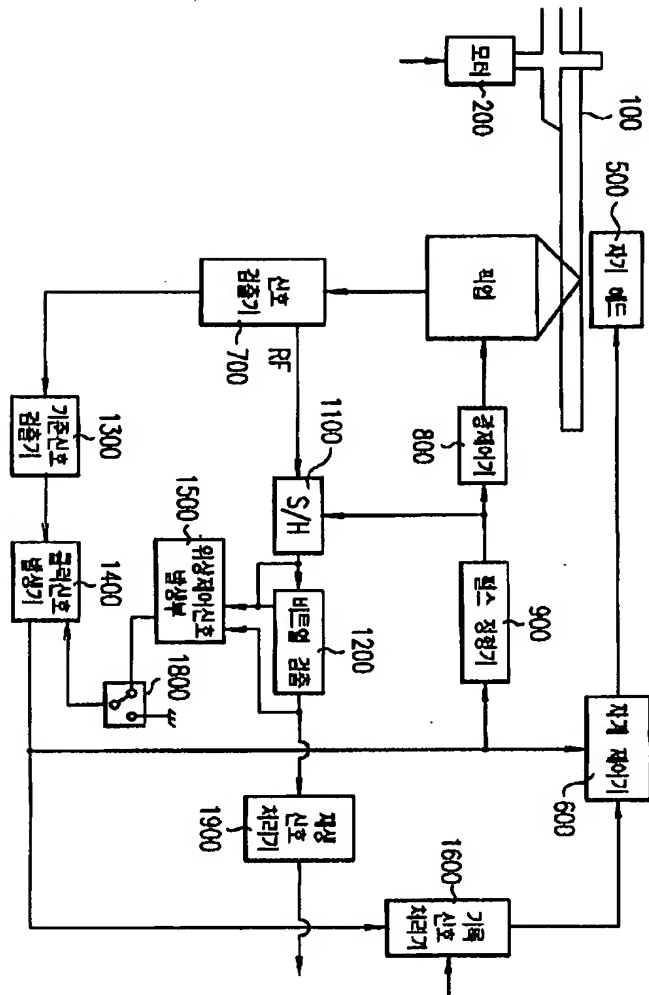 100
모터
200
500
자기 헤드
픽업
신호
검출기
700
RF
800
광제어기
1100
S/H
1300
기준신호
검출기
1400
클럭신호
발생기
1500
위상제어신호
발생부
1200
비트열 검출
900
펄스 정형기
자계 제어기
600
1800
재생
신호
처리기
1900
1600
기록
신호
처리기